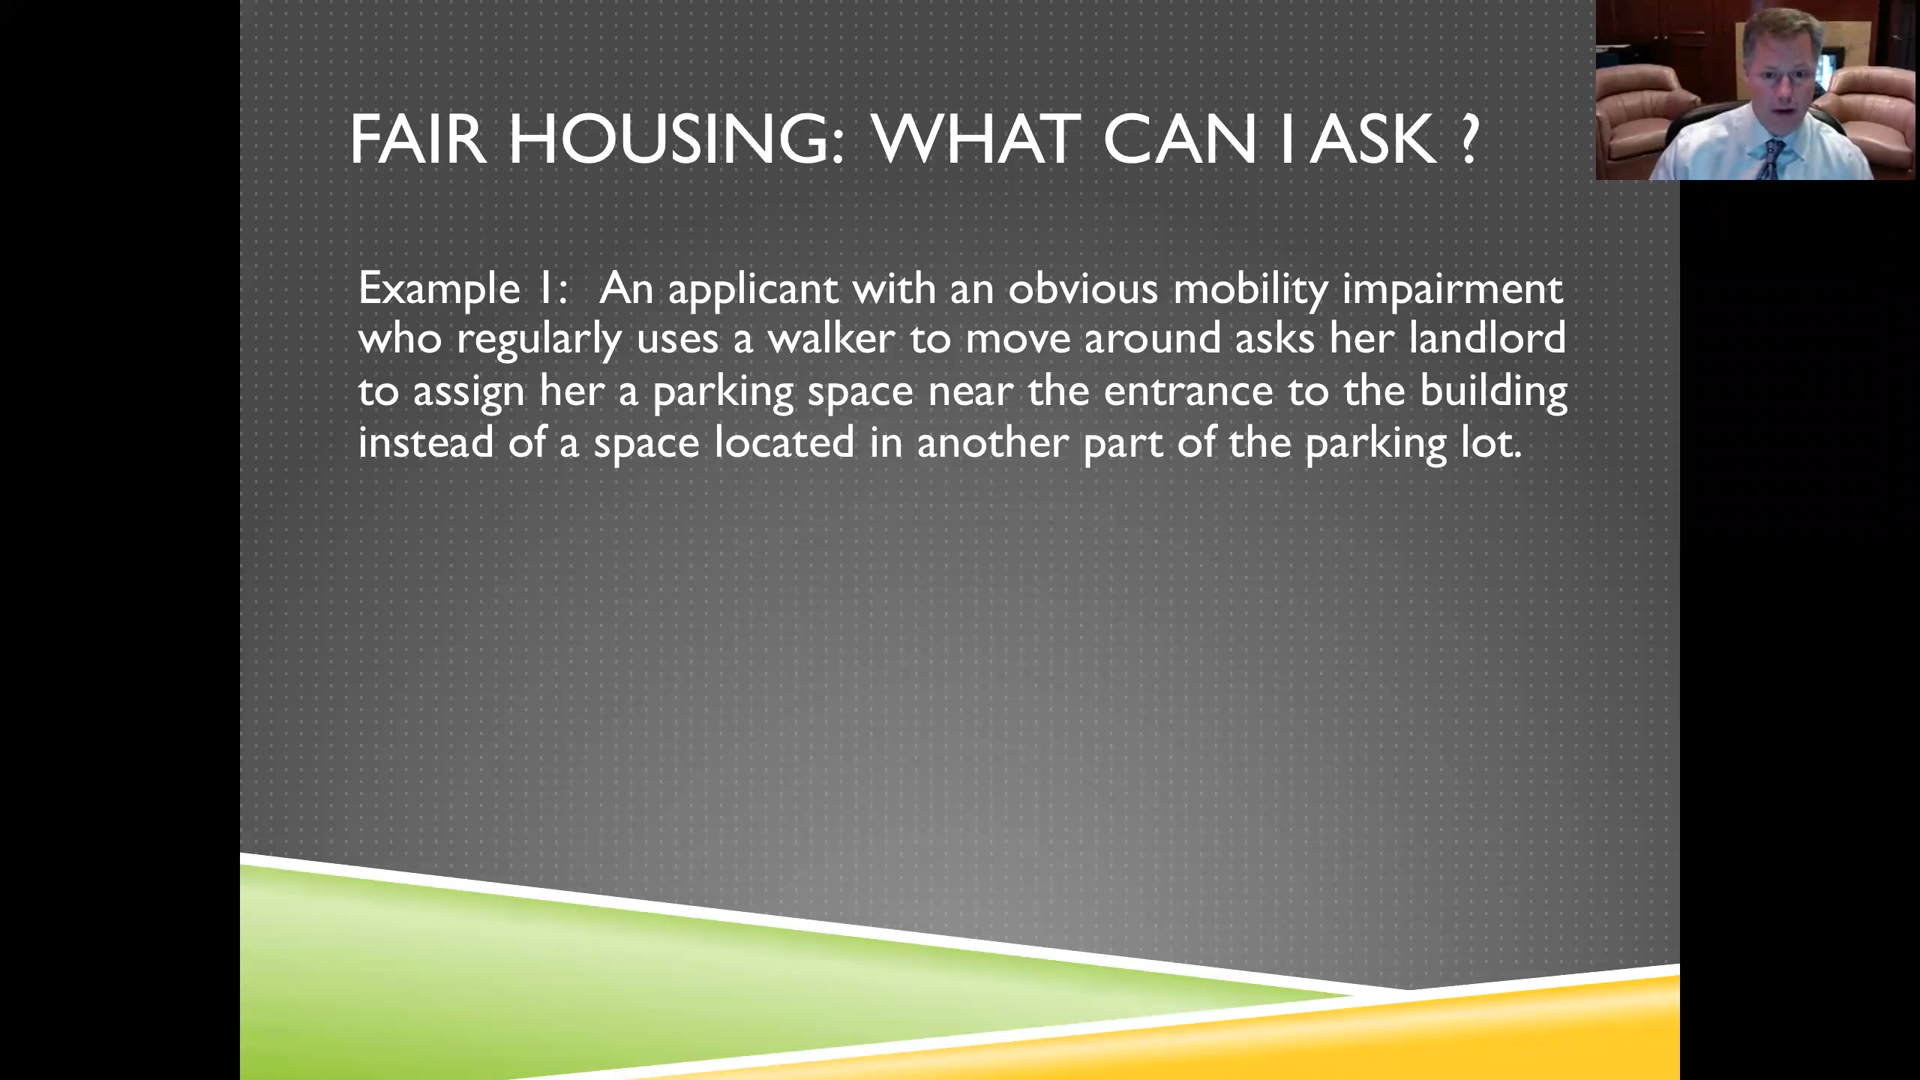 FAIR HOUSING: WHAT CAN I ASK ?
Example 1: An applicant with an obvious mobility impairment
who regularly uses a walker to move around asks her landlord
to assign her a parking space near the entrance to the building
instead of a space located in another part of the parking lot.